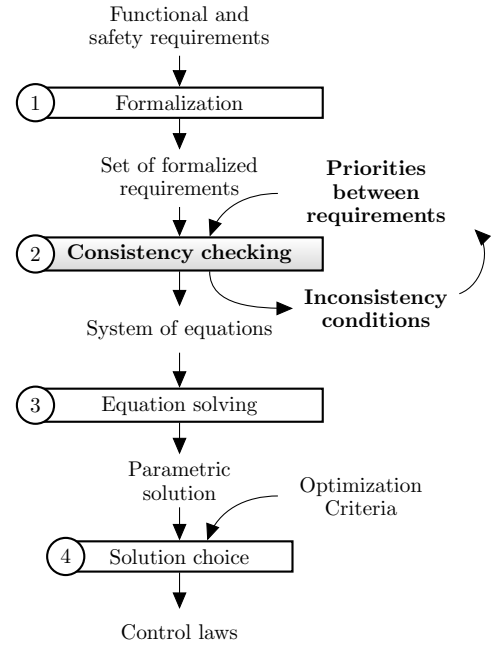 Functional and
safety requirements
1
Formalization
Set of formalized
requirements
Priorities
between
requirements
2
Consistency checking
Inconsistency
conditions
System of equations
3
Equation solving
Parametric
solution
Optimization
Criteria
4
Solution choice
Control laws